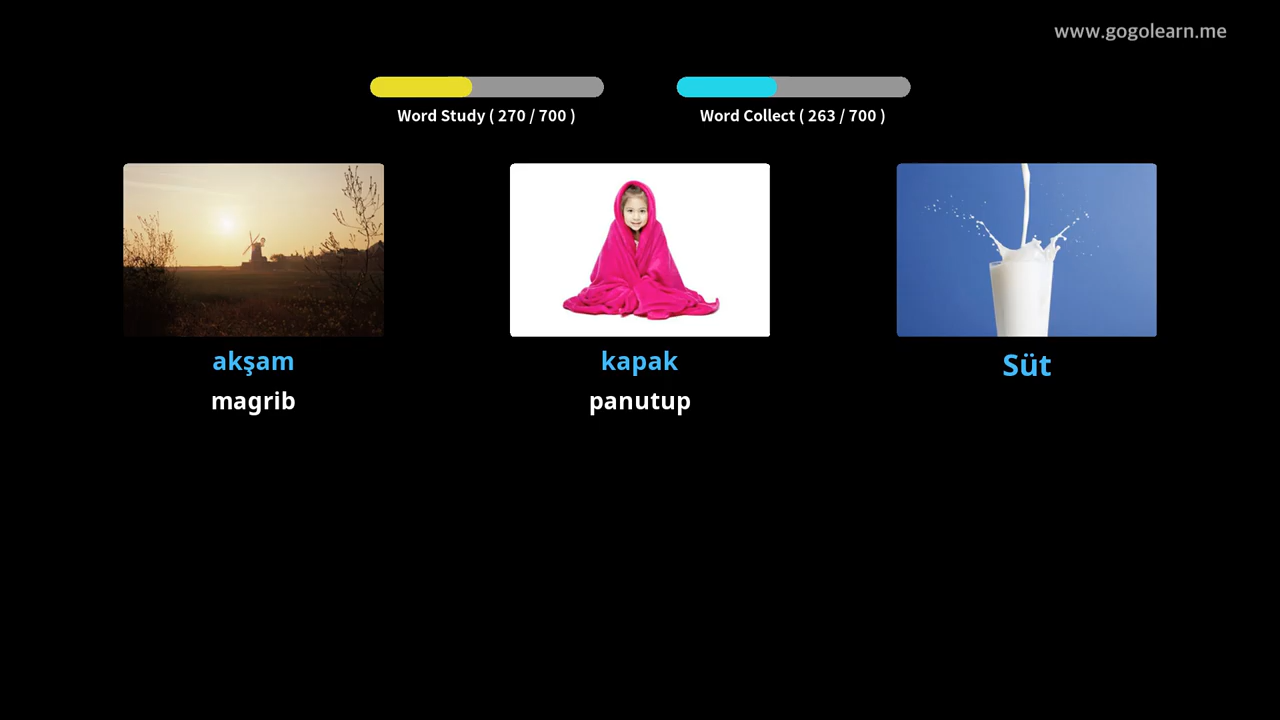 www.gogolearn.me
Word Study ( 270 / 700 )
Word Collect ( 263 / 700 )
akşam
magrib
kapak
panutup
Süt